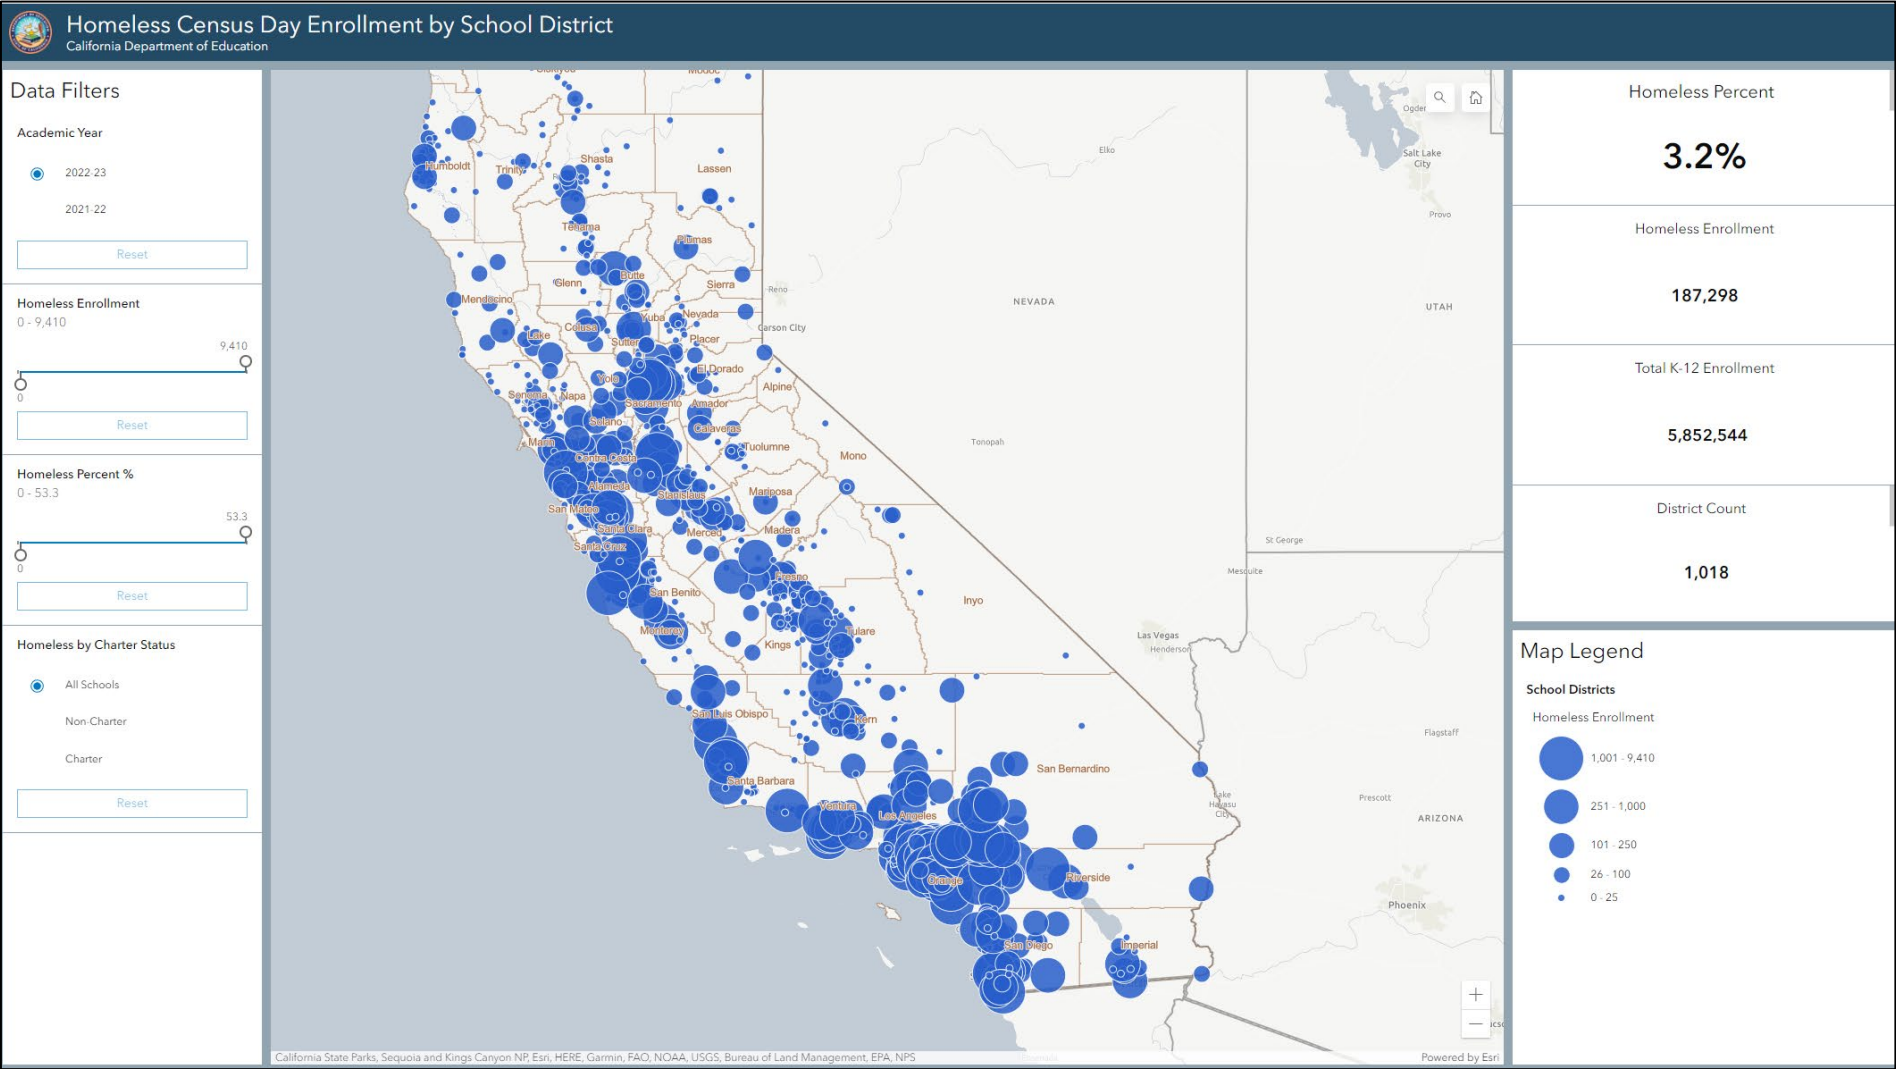 Homeless Census Day Enrollment by School District
California Department of Education
Data Filters
Academic Year
2022-23
2021-22
Reset
Homeless Enrollment
0 - 9,410
9,410
0
Reset
Homeless Percent %
0 - 53.3
53.3
0
Reset
Homeless by Charter Status
All Schools
Non-Charter
Charter
Reset
Modoc
Ogden
Humboldt
Trinity
Shasta
Lassen
Elko
Salt Lake
City
Provo
Tehama
Plumas
Glenn
Butte
Sierra
Reno
Mendocino
NEVADA
UTAH
Colusa
Yuba
Nevada
Carson City
Lake
Sutter
Placer
Yolo
El Dorado
Alpine
Sonoma
Napa
Sacramento
Amador
Solano
Calaveras
Marin
Tuolumne
Tonopah
Contra Costa
Mono
Alameda
Stanislaus
Mariposa
San Mateo
Santa Clara
Merced
Madera
Santa Cruz
St George
Mesquite
Fresno
San Benito
Inyo
Monterey
Tulare
Kings
Las Vegas
Henderson
San Luis Obispo
Kern
Flagstaff
Santa Barbara
San Bernardino
Lake
Havasu
City
Prescott
Ventura
Los Angeles
ARIZONA
Orange
Riverside
Phoenix
San Diego
Imperial
California State Parks, Sequoia and Kings Canyon NP, Esri, HERE, Garmin, FAO, NOAA, USGS, Bureau of Land Management, EPA, NPS
Powered by Esri
Homeless Percent
3.2%
Homeless Enrollment
187,298
Total K-12 Enrollment
5,852,544
District Count
1,018
Map Legend
School Districts
Homeless Enrollment
1,001 - 9,410
251 - 1,000
101 - 250
26 - 100
0 - 25